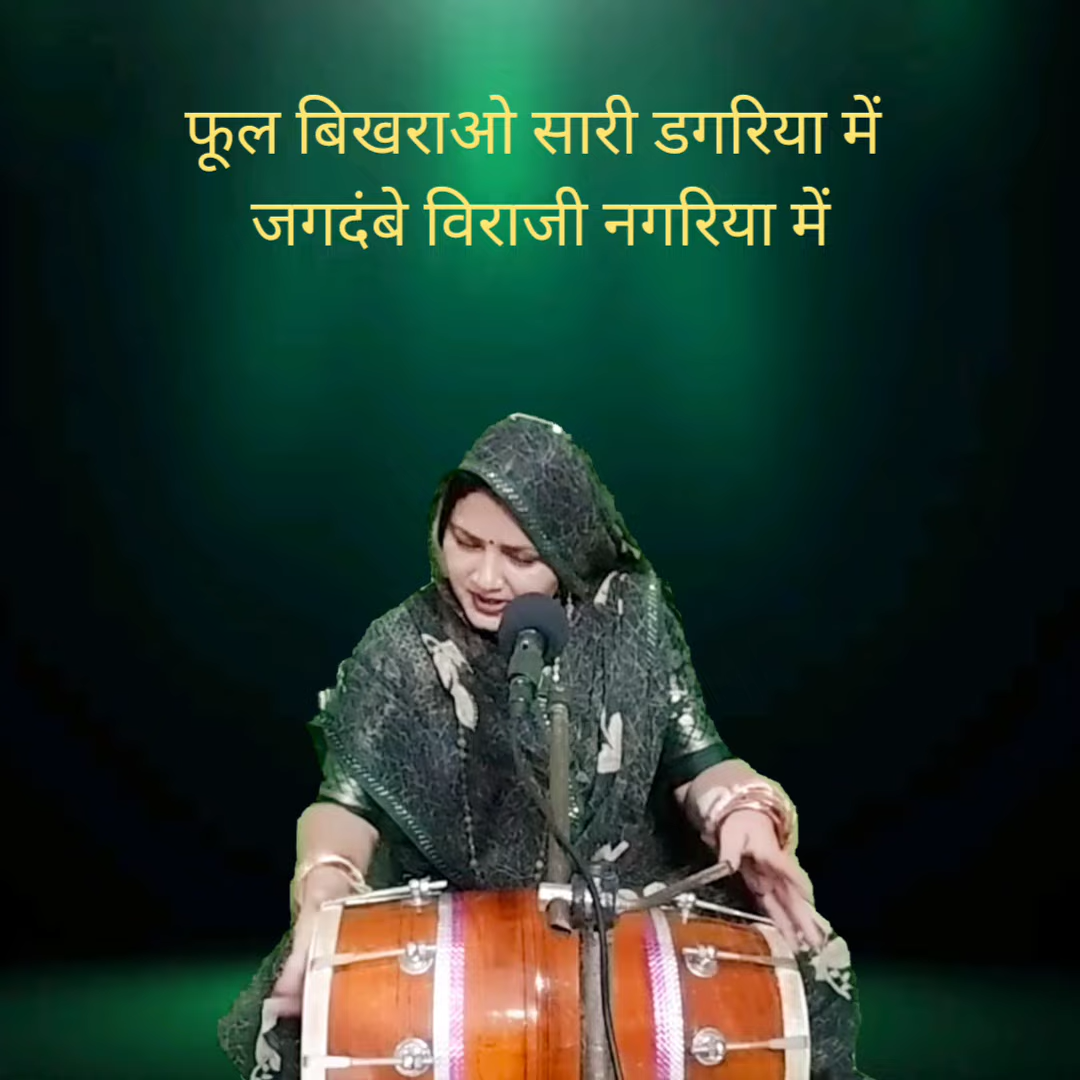 फूल बिखराओ सारी डगरिया में
जगदंबे विराजी नगरिया में